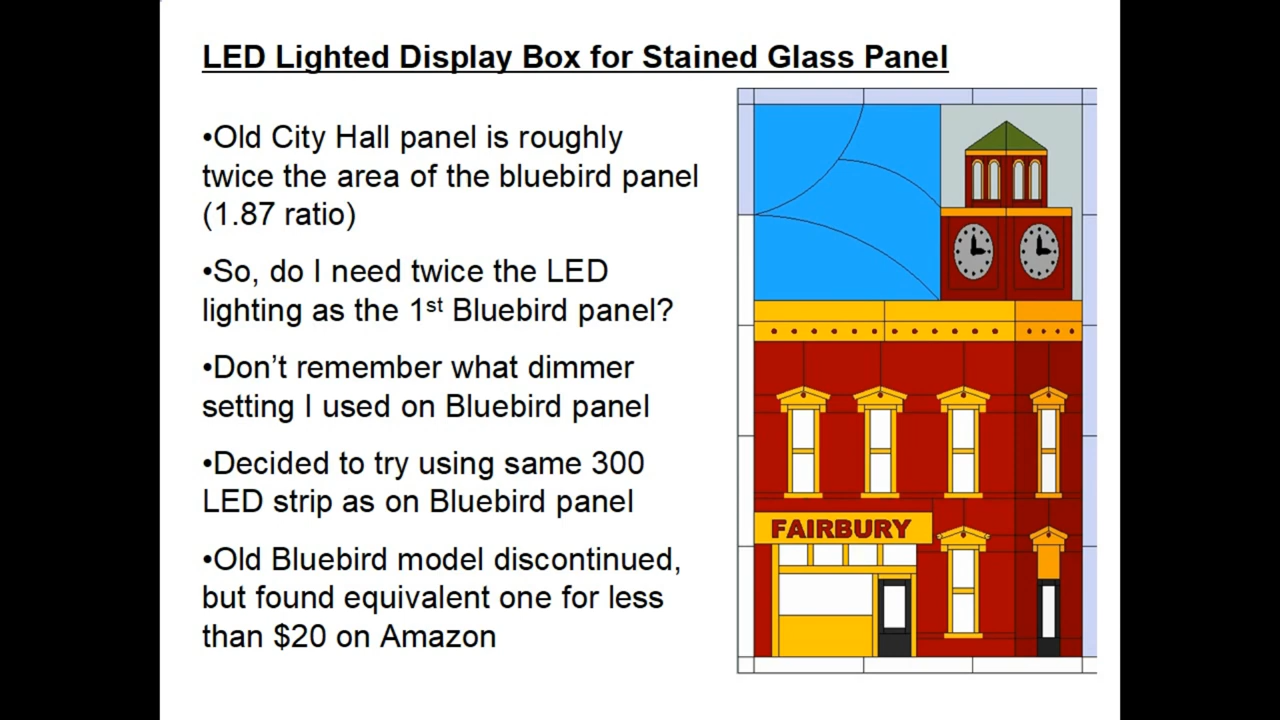 LED Lighted Display Box for Stained Glass Panel
•Old City Hall panel is roughly
twice the area of the bluebird panel
(1.87 ratio)
•So, do I need twice the LED
lighting as the 1st Bluebird panel?
•Don’t remember what dimmer
setting I used on Bluebird panel
•Decided to try using same 300
LED strip as on Bluebird panel
•Old Bluebird model discontinued,
but found equivalent one for less
than $20 on Amazon
FAIRBURY